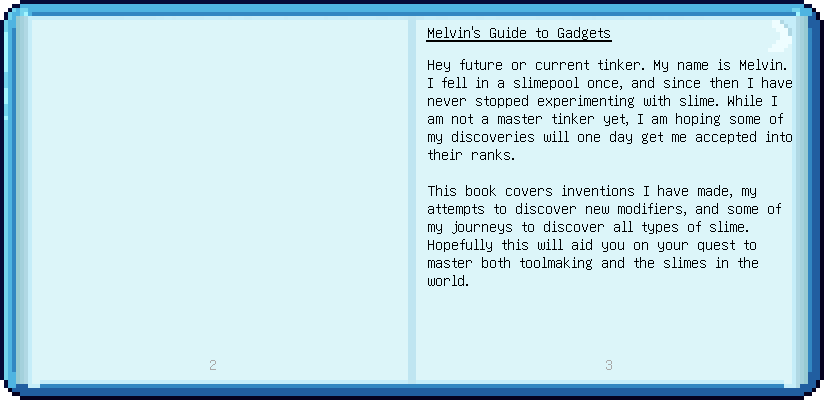 Melvin's Guide to Gadgets
Hey future or current tinker. My name is Melvin.
I fell in a slimepool once, and since then I have
never stopped experimenting with slime. While I
am not a master tinker yet, I am hoping some of
my discoveries will one day get me accepted into
their ranks.
This book covers inventions I have made, my
attempts to discover new modifiers, and some of
my journeys to discover all types of slime.
Hopefully this will aid you on your quest to
master both toolmaking and the slimes in the
world.
2
3